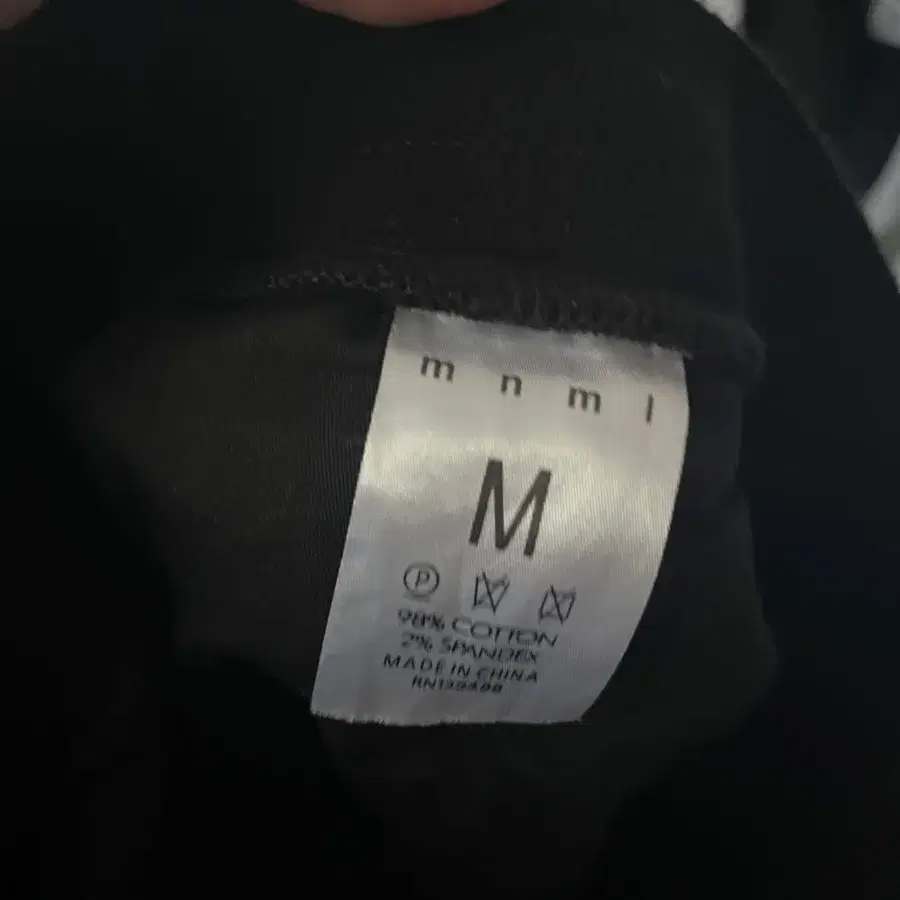 m n m l
M
P
98% COTTON
2% SPANDEX
MADE IN CHINA